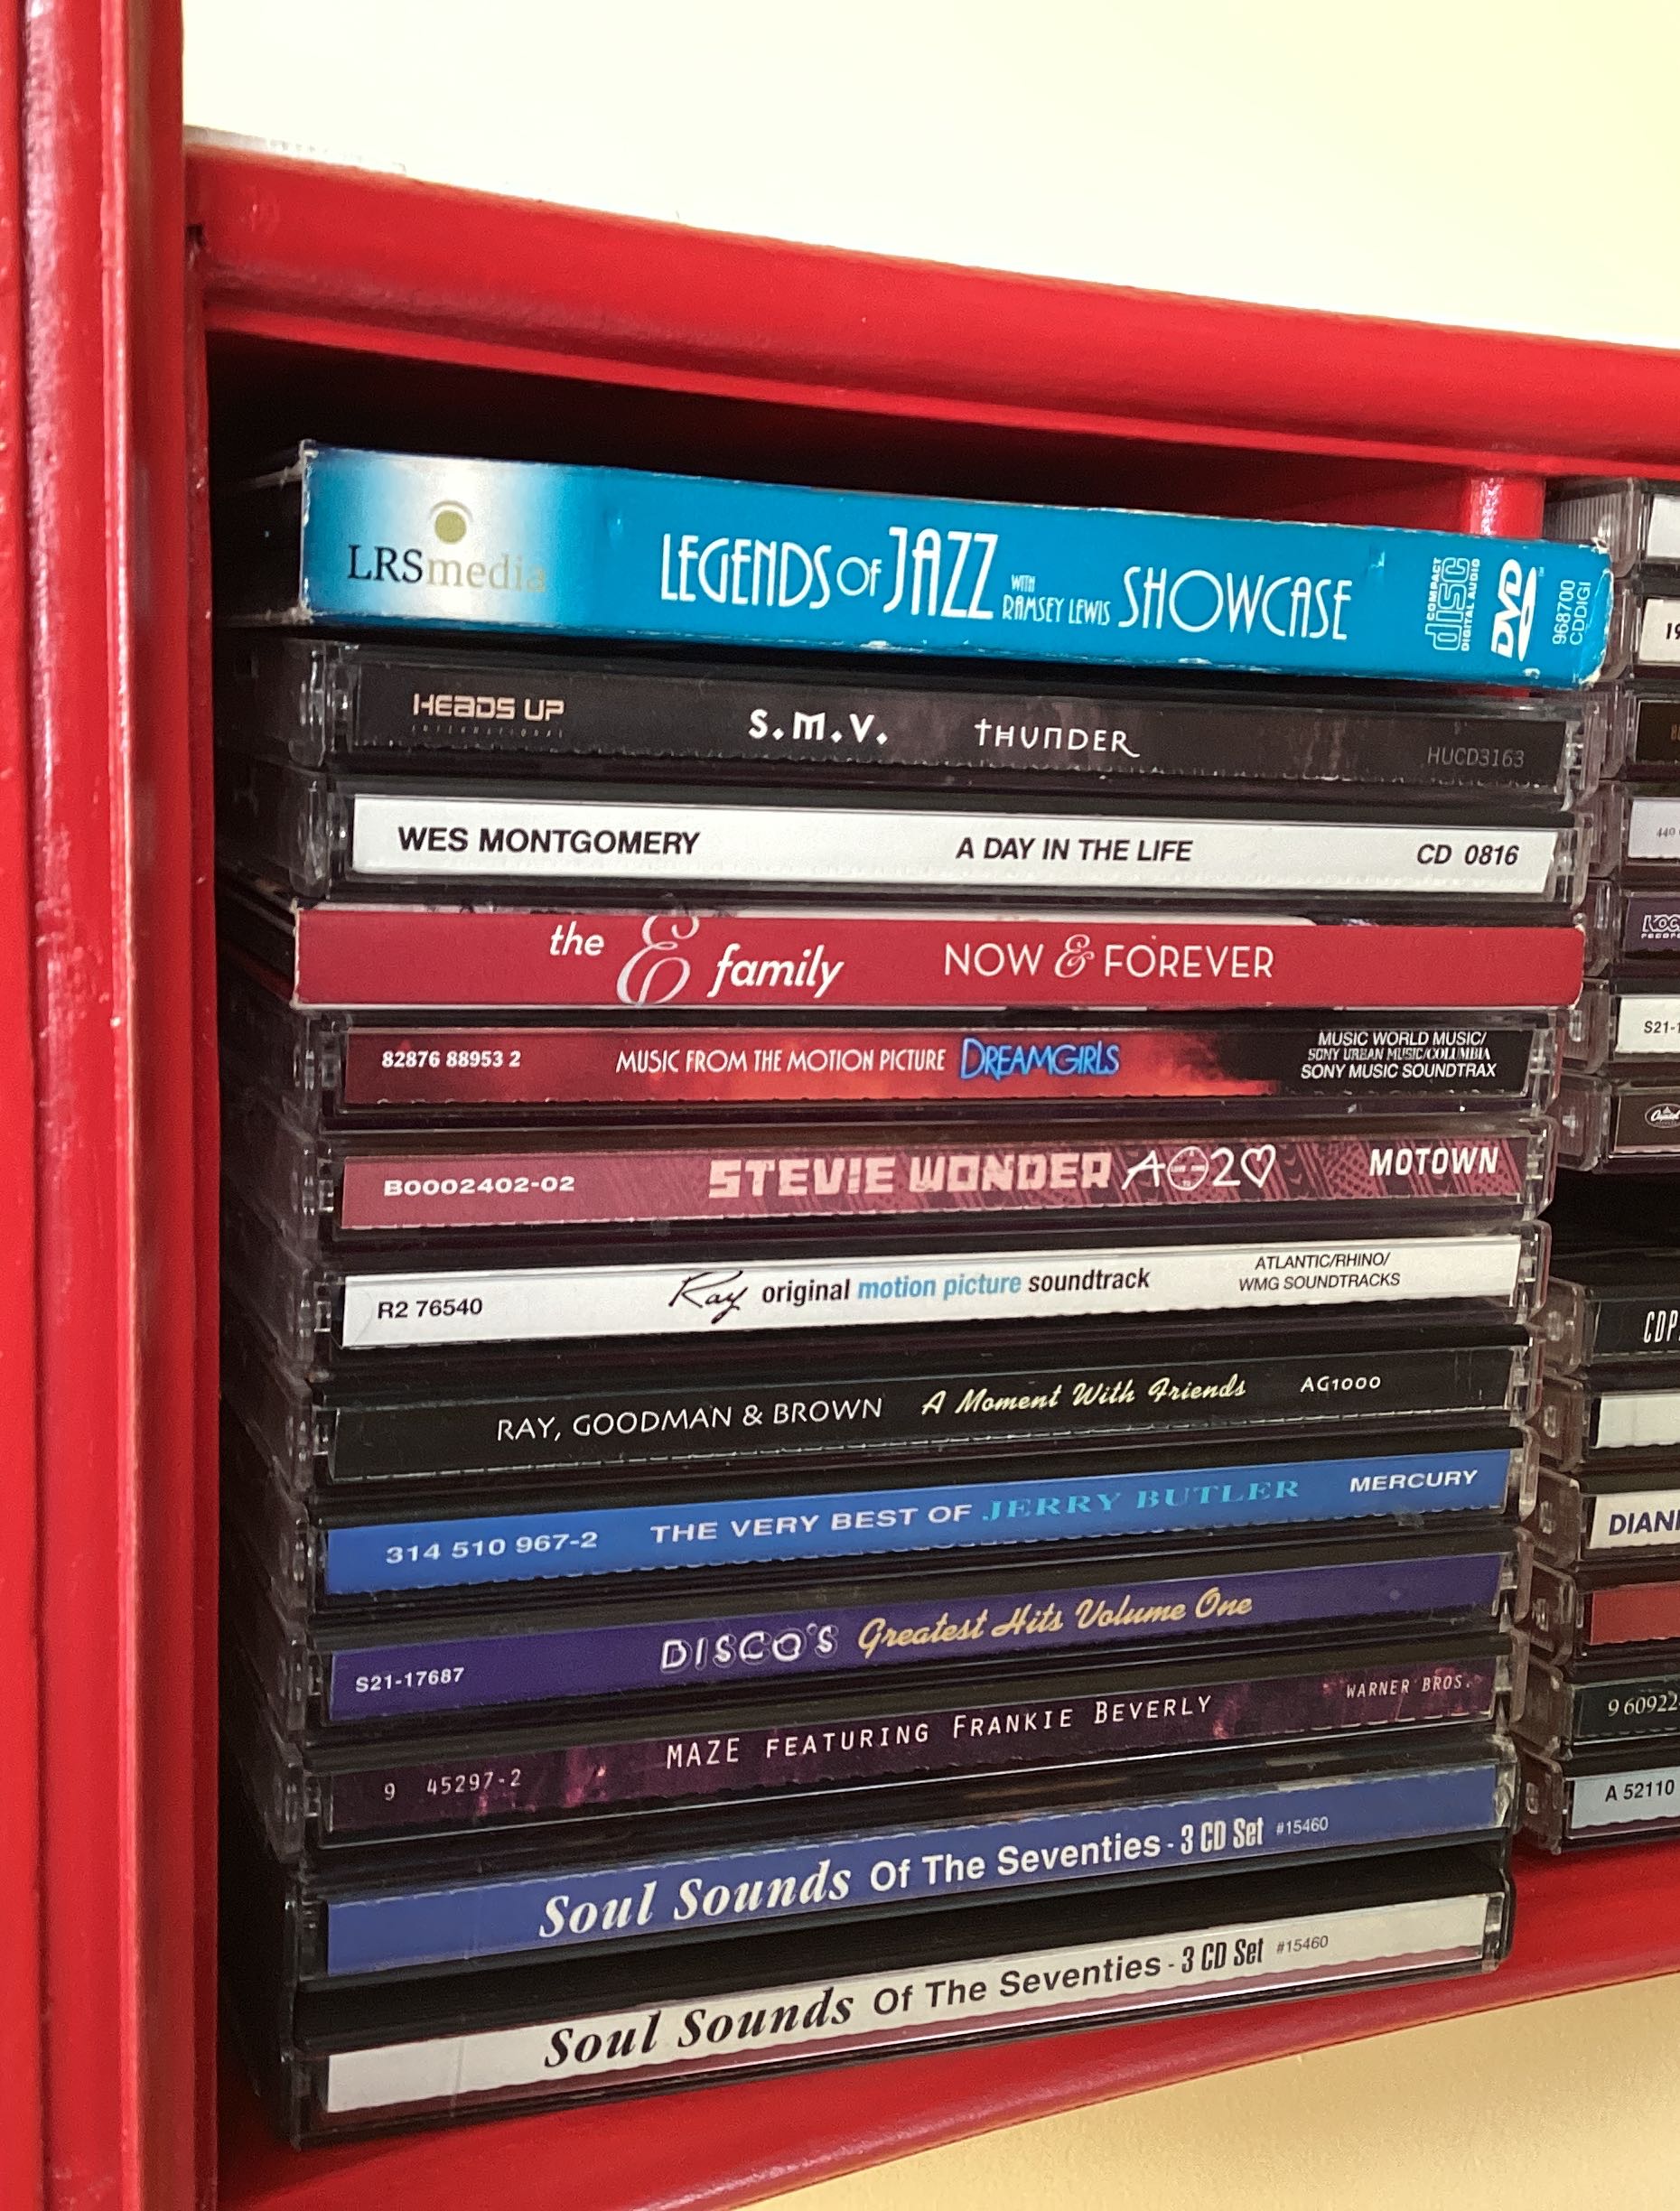 LRSmedia LEGENDS OF JAZZ WITH RAMSEY LEWIS SHOWCASE COMPACT disc DIGITAL AUDIO DVD 968700 CDDIGI
HEADS UP INTERNATIONAL S.M.V. THUNDER HUCD3163
WES MONTGOMERY A DAY IN THE LIFE CD 0816
the E family NOW & FOREVER
82876 88953 2 MUSIC FROM THE MOTION PICTURE DREAMGIRLS MUSIC WORLD MUSIC/
SONY URBAN MUSIC/COLUMBIA
SONY MUSIC SOUNDTRAX
B0002402-02 STEVIE WONDER A 2 ♡ MOTOWN
R2 76540 Ray original motion picture soundtrack ATLANTIC/RHINO/
WMG SOUNDTRACKS
RAY, GOODMAN & BROWN A Moment With Friends AG1000
314 510 967-2 THE VERY BEST OF JERRY BUTLER MERCURY
S21-17687 DISCO'S Greatest Hits Volume One
9 45297-2 MAZE FEATURING FRANKIE BEVERLY WARNER BROS.
Soul Sounds Of The Seventies - 3 CD Set #15460
Soul Sounds Of The Seventies - 3 CD Set #15460
19
440
S21-1
Capitol
CDP
DIAN
9 60922
A 52110